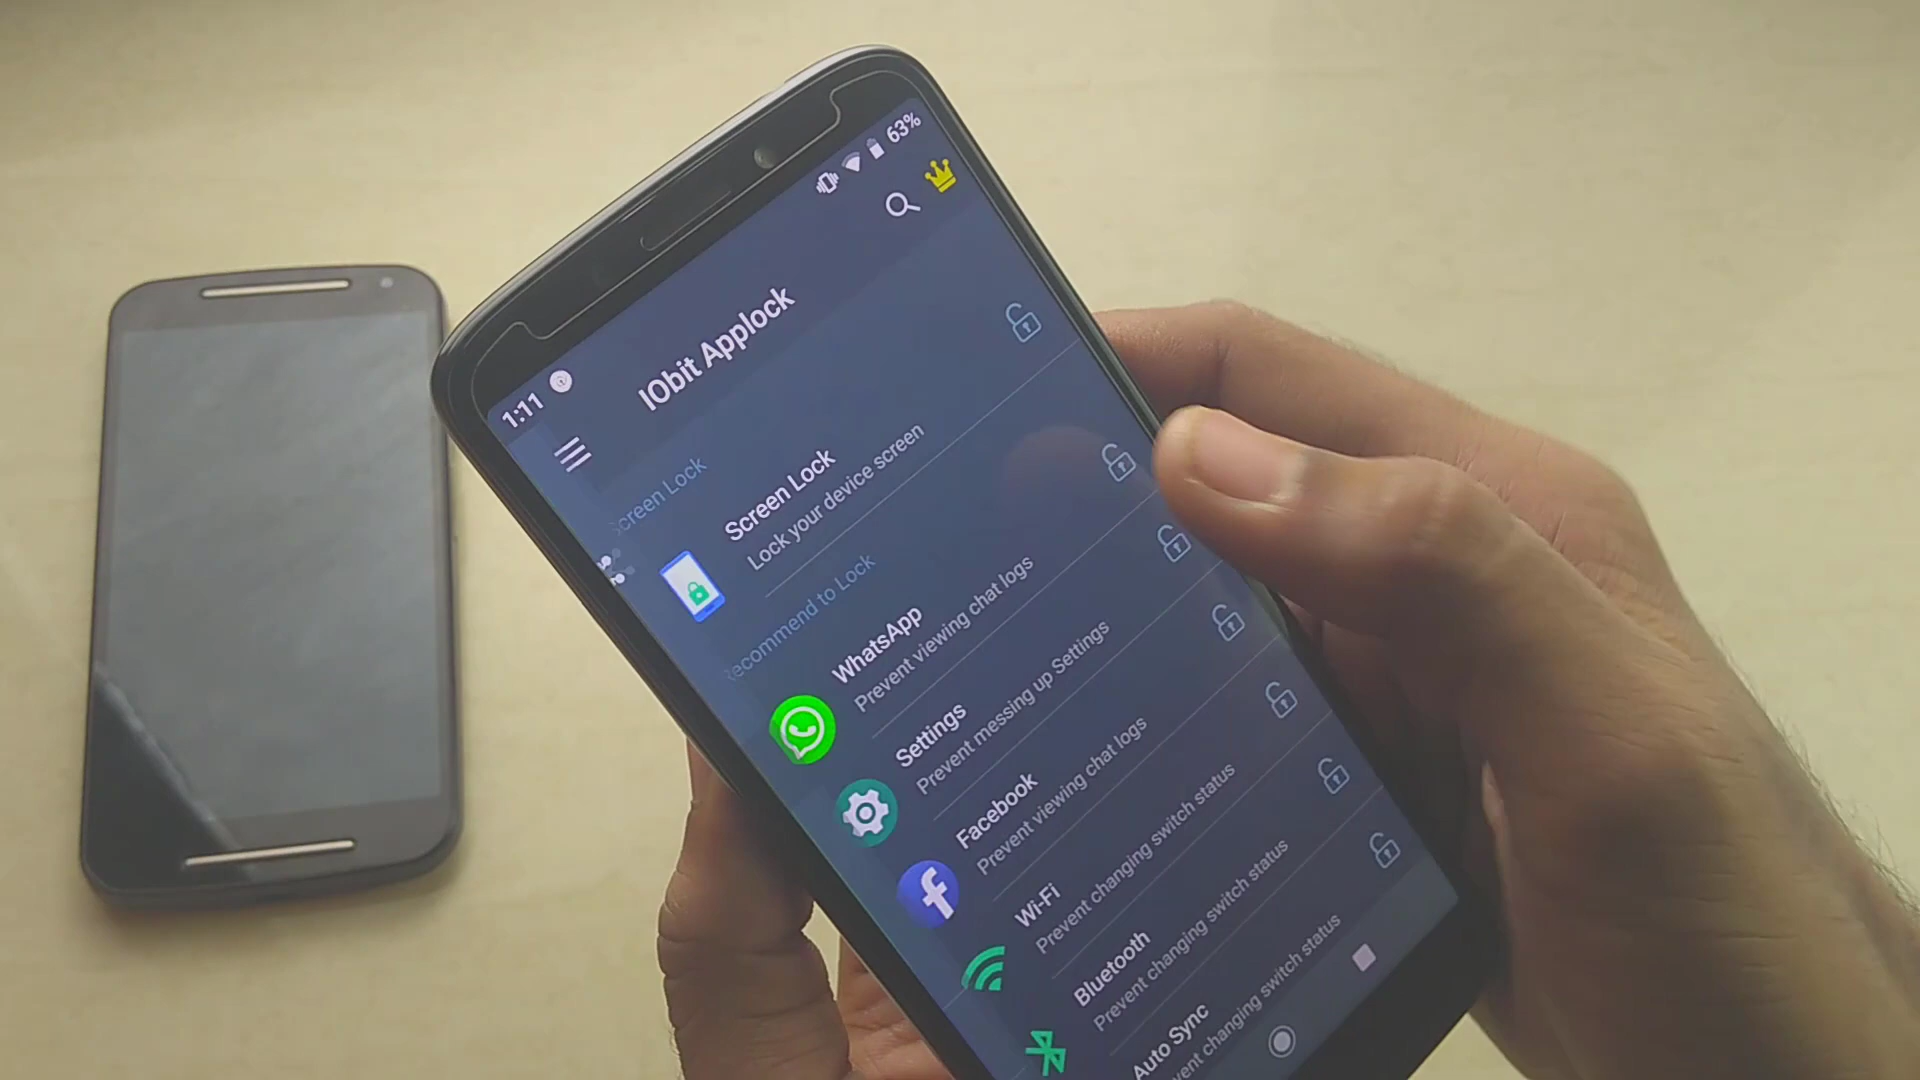 1:11
63%
IObit Applock
Screen Lock
Screen Lock
Lock your device screen
Recommend to Lock
WhatsApp
Prevent viewing chat logs
Settings
Prevent messing up Settings
Facebook
Prevent viewing chat logs
Wi-Fi
Prevent changing switch status
Bluetooth
Prevent changing switch status
Auto Sync
Prevent changing switch status